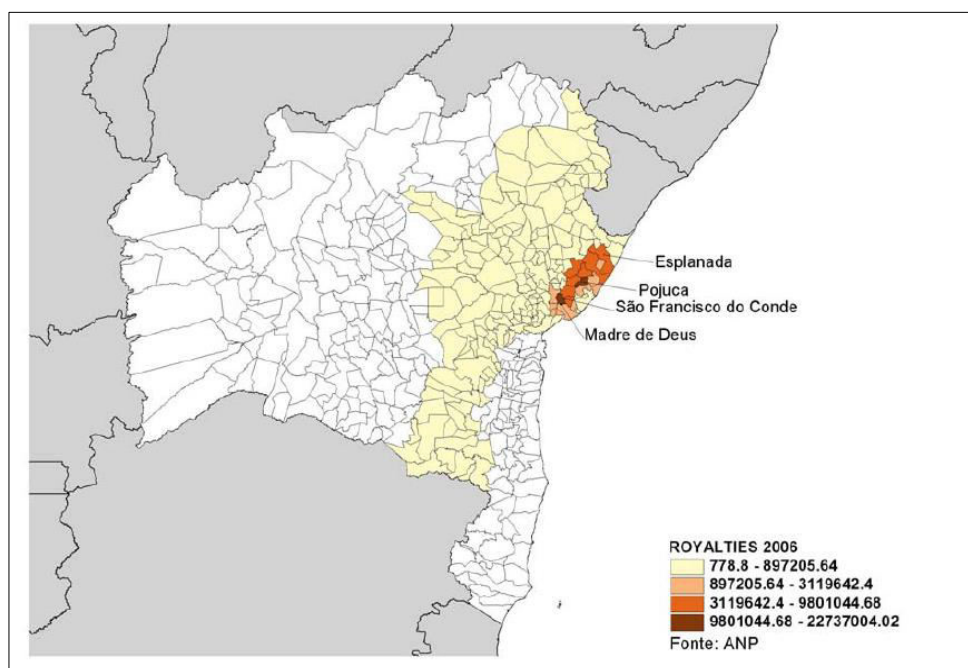 Esplanada
Pojuca
São Francisco do Conde
Madre de Deus
ROYALTIES 2006
778.8 - 897205.64
897205.64 - 3119642.4
3119642.4 - 9801044.68
9801044.68 - 22737004.02
Fonte: ANP